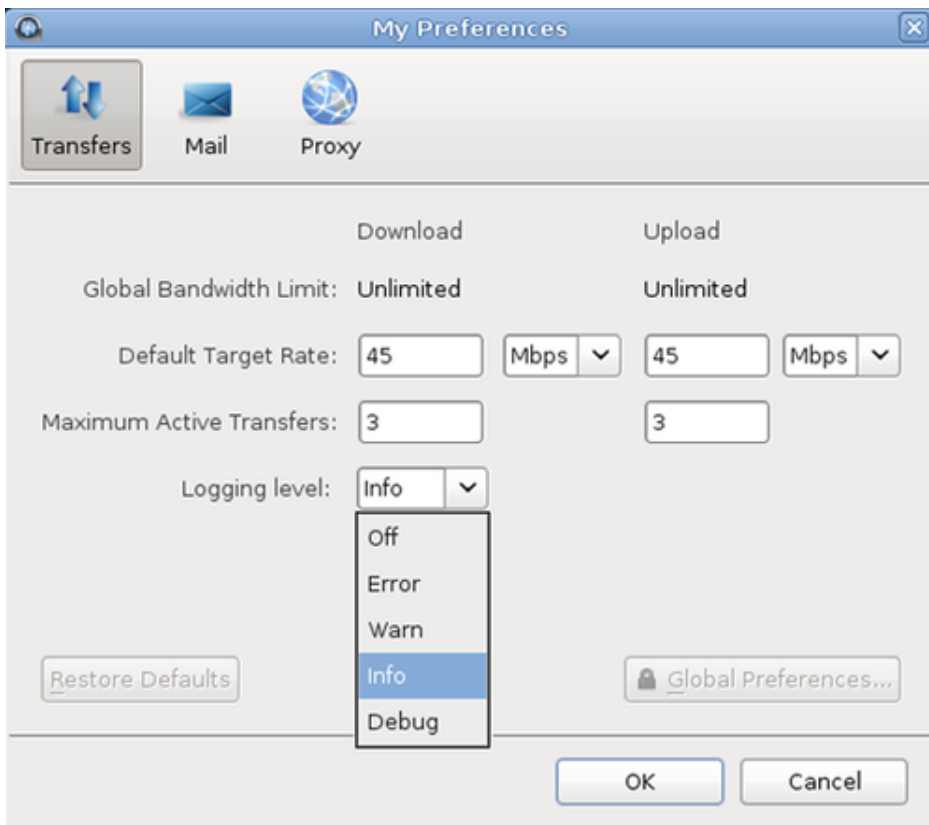 My Preferences
Transfers Mail Proxy
Download Upload
Global Bandwidth Limit: Unlimited Unlimited
Default Target Rate: 45 Mbps 45 Mbps
Maximum Active Transfers: 3 3
Logging level: Info
Off
Error
Warn
Info
Debug
Restore Defaults Global Preferences...
OK Cancel